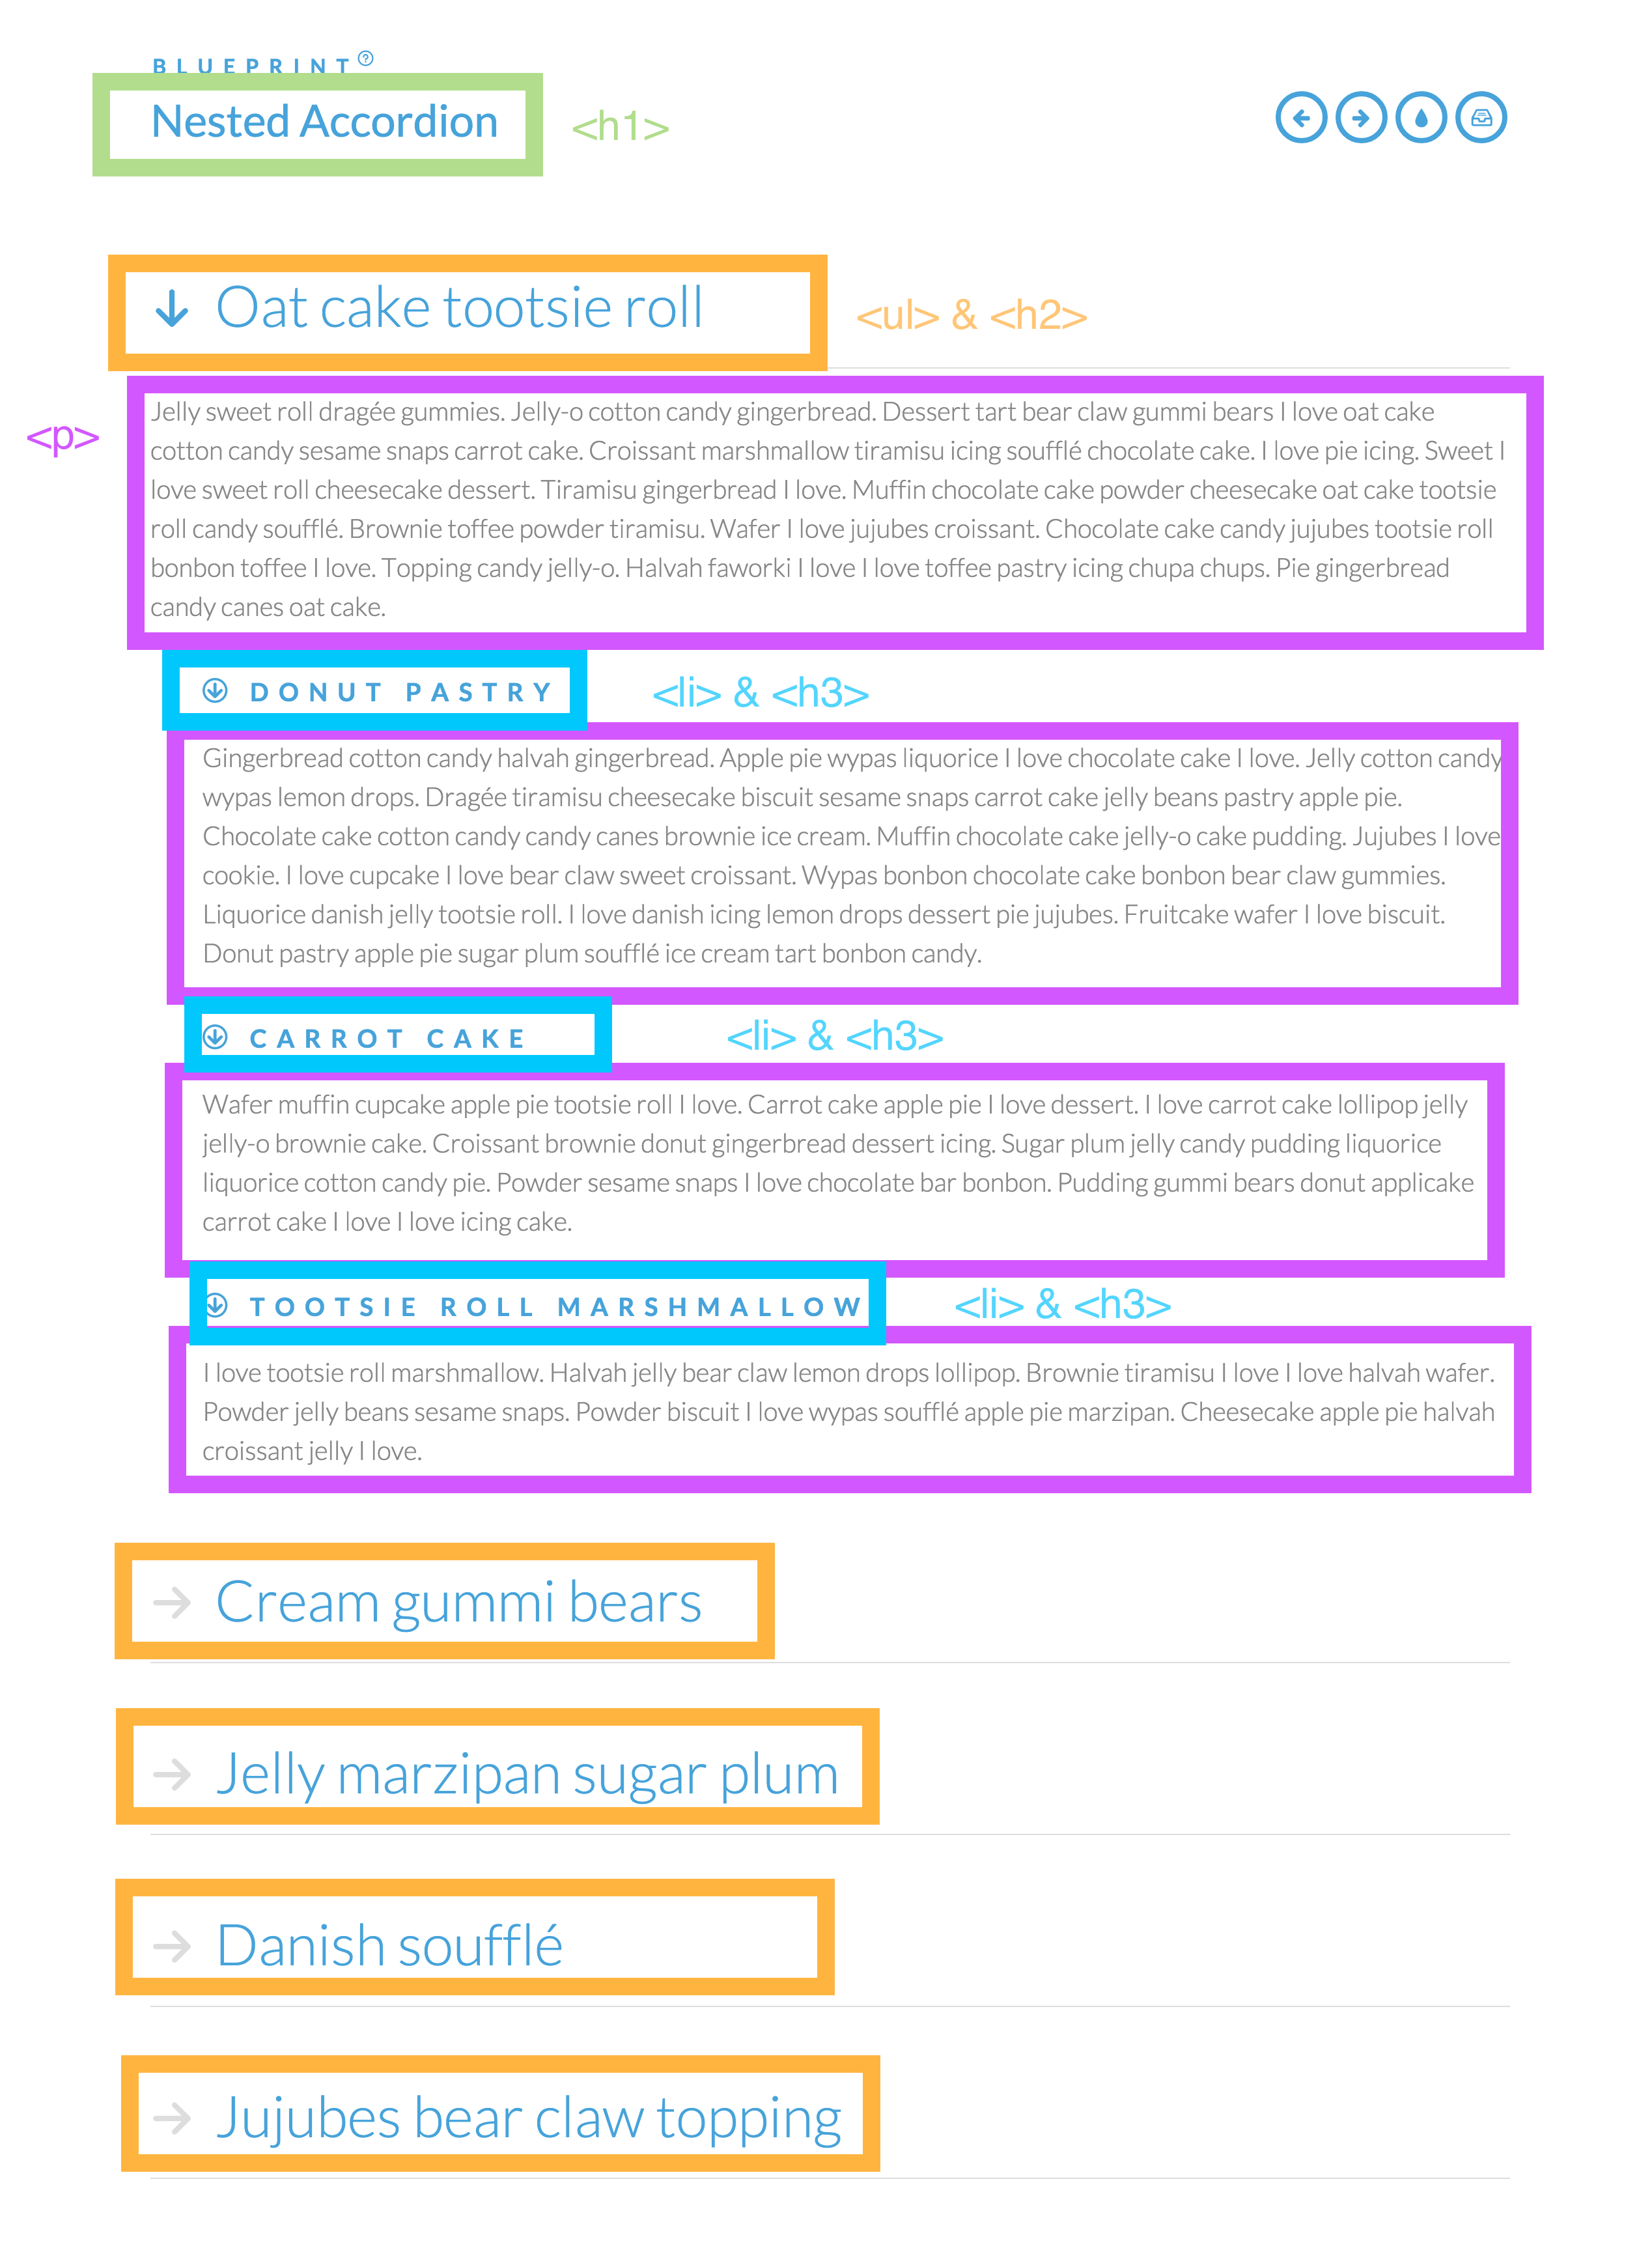 BLUEPRINT
Nested Accordion
<h1>
Oat cake tootsie roll
<ul> & <h2>
<p>
Jelly sweet roll dragée gummies. Jelly-o cotton candy gingerbread. Dessert tart bear claw gummi bears I love oat cake
cotton candy sesame snaps carrot cake. Croissant marshmallow tiramisu icing soufflé chocolate cake. I love pie icing. Sweet I
love sweet roll cheesecake dessert. Tiramisu gingerbread I love. Muffin chocolate cake powder cheesecake oat cake tootsie
roll candy soufflé. Brownie toffee powder tiramisu. Wafer I love jujubes croissant. Chocolate cake candy jujubes tootsie roll
bonbon toffee I love. Topping candy jelly-o. Halvah faworki I love I love toffee pastry icing chupa chups. Pie gingerbread
candy canes oat cake.
DONUT PASTRY
<li> & <h3>
Gingerbread cotton candy halvah gingerbread. Apple pie wypas liquorice I love chocolate cake I love. Jelly cotton candy
wypas lemon drops. Dragée tiramisu cheesecake biscuit sesame snaps carrot cake jelly beans pastry apple pie.
Chocolate cake cotton candy candy canes brownie ice cream. Muffin chocolate cake jelly-o cake pudding. Jujubes I love
cookie. I love cupcake I love bear claw sweet croissant. Wypas bonbon chocolate cake bonbon bear claw gummies.
Liquorice danish jelly tootsie roll. I love danish icing lemon drops dessert pie jujubes. Fruitcake wafer I love biscuit.
Donut pastry apple pie sugar plum soufflé ice cream tart bonbon candy.
CARROT CAKE
<li> & <h3>
Wafer muffin cupcake apple pie tootsie roll I love. Carrot cake apple pie I love dessert. I love carrot cake lollipop jelly
jelly-o brownie cake. Croissant brownie donut gingerbread dessert icing. Sugar plum jelly candy pudding liquorice
liquorice cotton candy pie. Powder sesame snaps I love chocolate bar bonbon. Pudding gummi bears donut applicake
carrot cake I love I love icing cake.
TOOTSIE ROLL MARSHMALLOW
<li> & <h3>
I love tootsie roll marshmallow. Halvah jelly bear claw lemon drops lollipop. Brownie tiramisu I love I love halvah wafer.
Powder jelly beans sesame snaps. Powder biscuit I love wypas soufflé apple pie marzipan. Cheesecake apple pie halvah
croissant jelly I love.
Cream gummi bears
Jelly marzipan sugar plum
Danish soufflé
Jujubes bear claw topping